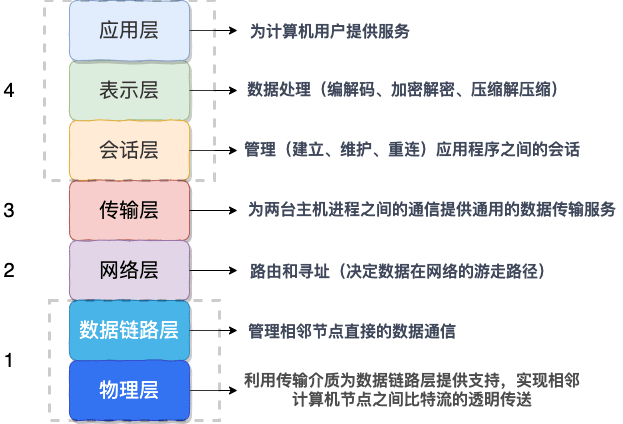 应用层
为计算机用户提供服务
4
表示层
数据处理（编解码、加密解密、压缩解压缩）
会话层
管理（建立、维护、重连）应用程序之间的会话
3
传输层
为两台主机进程之间的通信提供通用的数据传输服务
2
网络层
路由和寻址（决定数据在网络的游走路径）
数据链路层
管理相邻节点直接的数据通信
1
物理层
利用传输介质为数据链路层提供支持，实现相邻
计算机节点之间比特流的透明传送